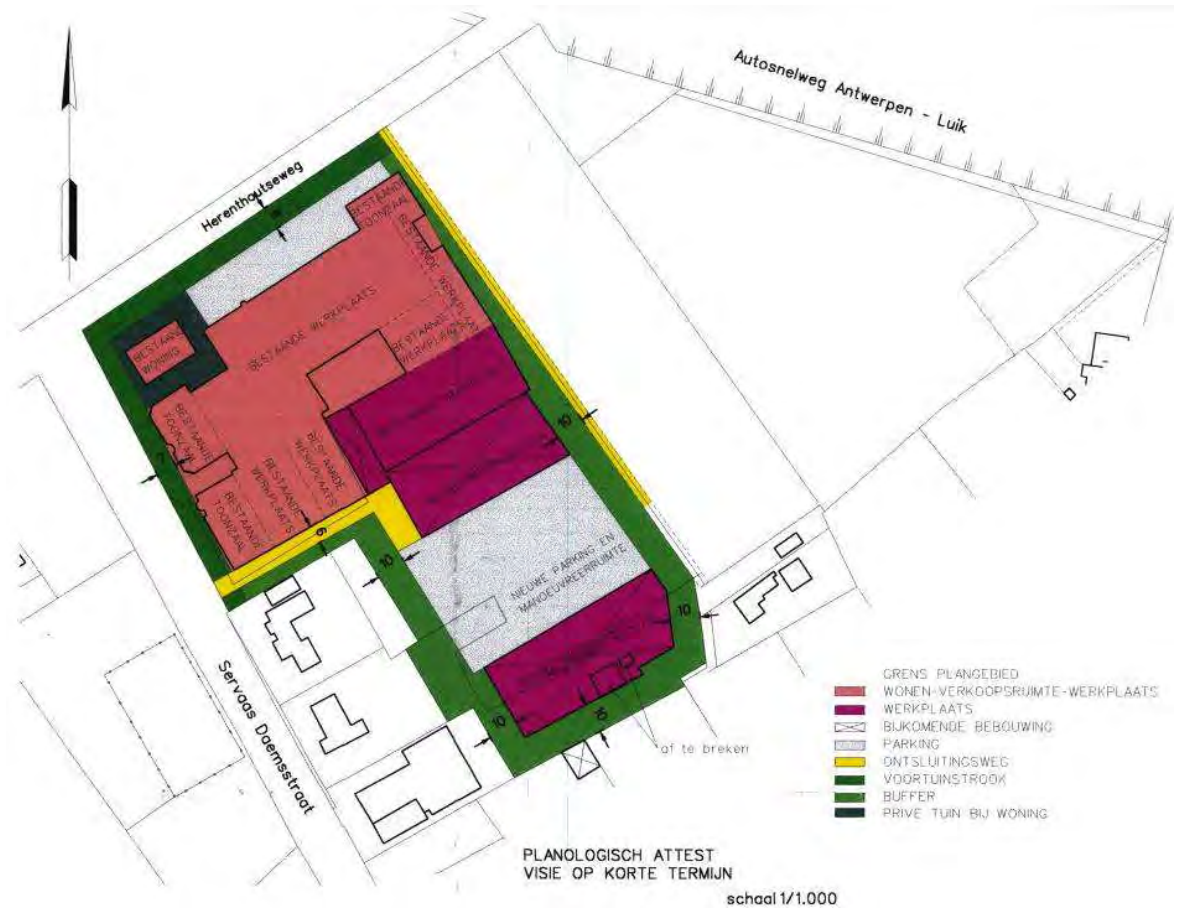 Autosnelweg Antwerpen - Luik
Herenthoutseweg
8
BESTAANDE
TOONZAAL
BESTAANDE WERKPLAATS
BESTAANDE WERKPLAATS
BESTAANDE
WERKPLAATS
BESTAANDE
WONING
BESTAANDE
TOONZAAL
7
BESTAANDE
WERKPLAATS
BESTAANDE
WERKPLAATS
BESTAANDE
TOONZAAL
6
10
10
NIEUWE PARKING EN
MANOEUVREERRUIMTE
10
10
10
af te breken
Servaas Daemsstraat
GRENS PLANGEBIED
WONEN-VERKOOPSRUIMTE-WERKPLAATS
WERKPLAATS
BIJKOMENDE BEBOUWING
PARKING
ONTSLUITINGSWEG
VOORTUINSTROOK
BUFFER
PRIVE TUIN BIJ WONING
PLANOLOGISCH ATTEST
VISIE OP KORTE TERMIJN
schaal 1/1.000